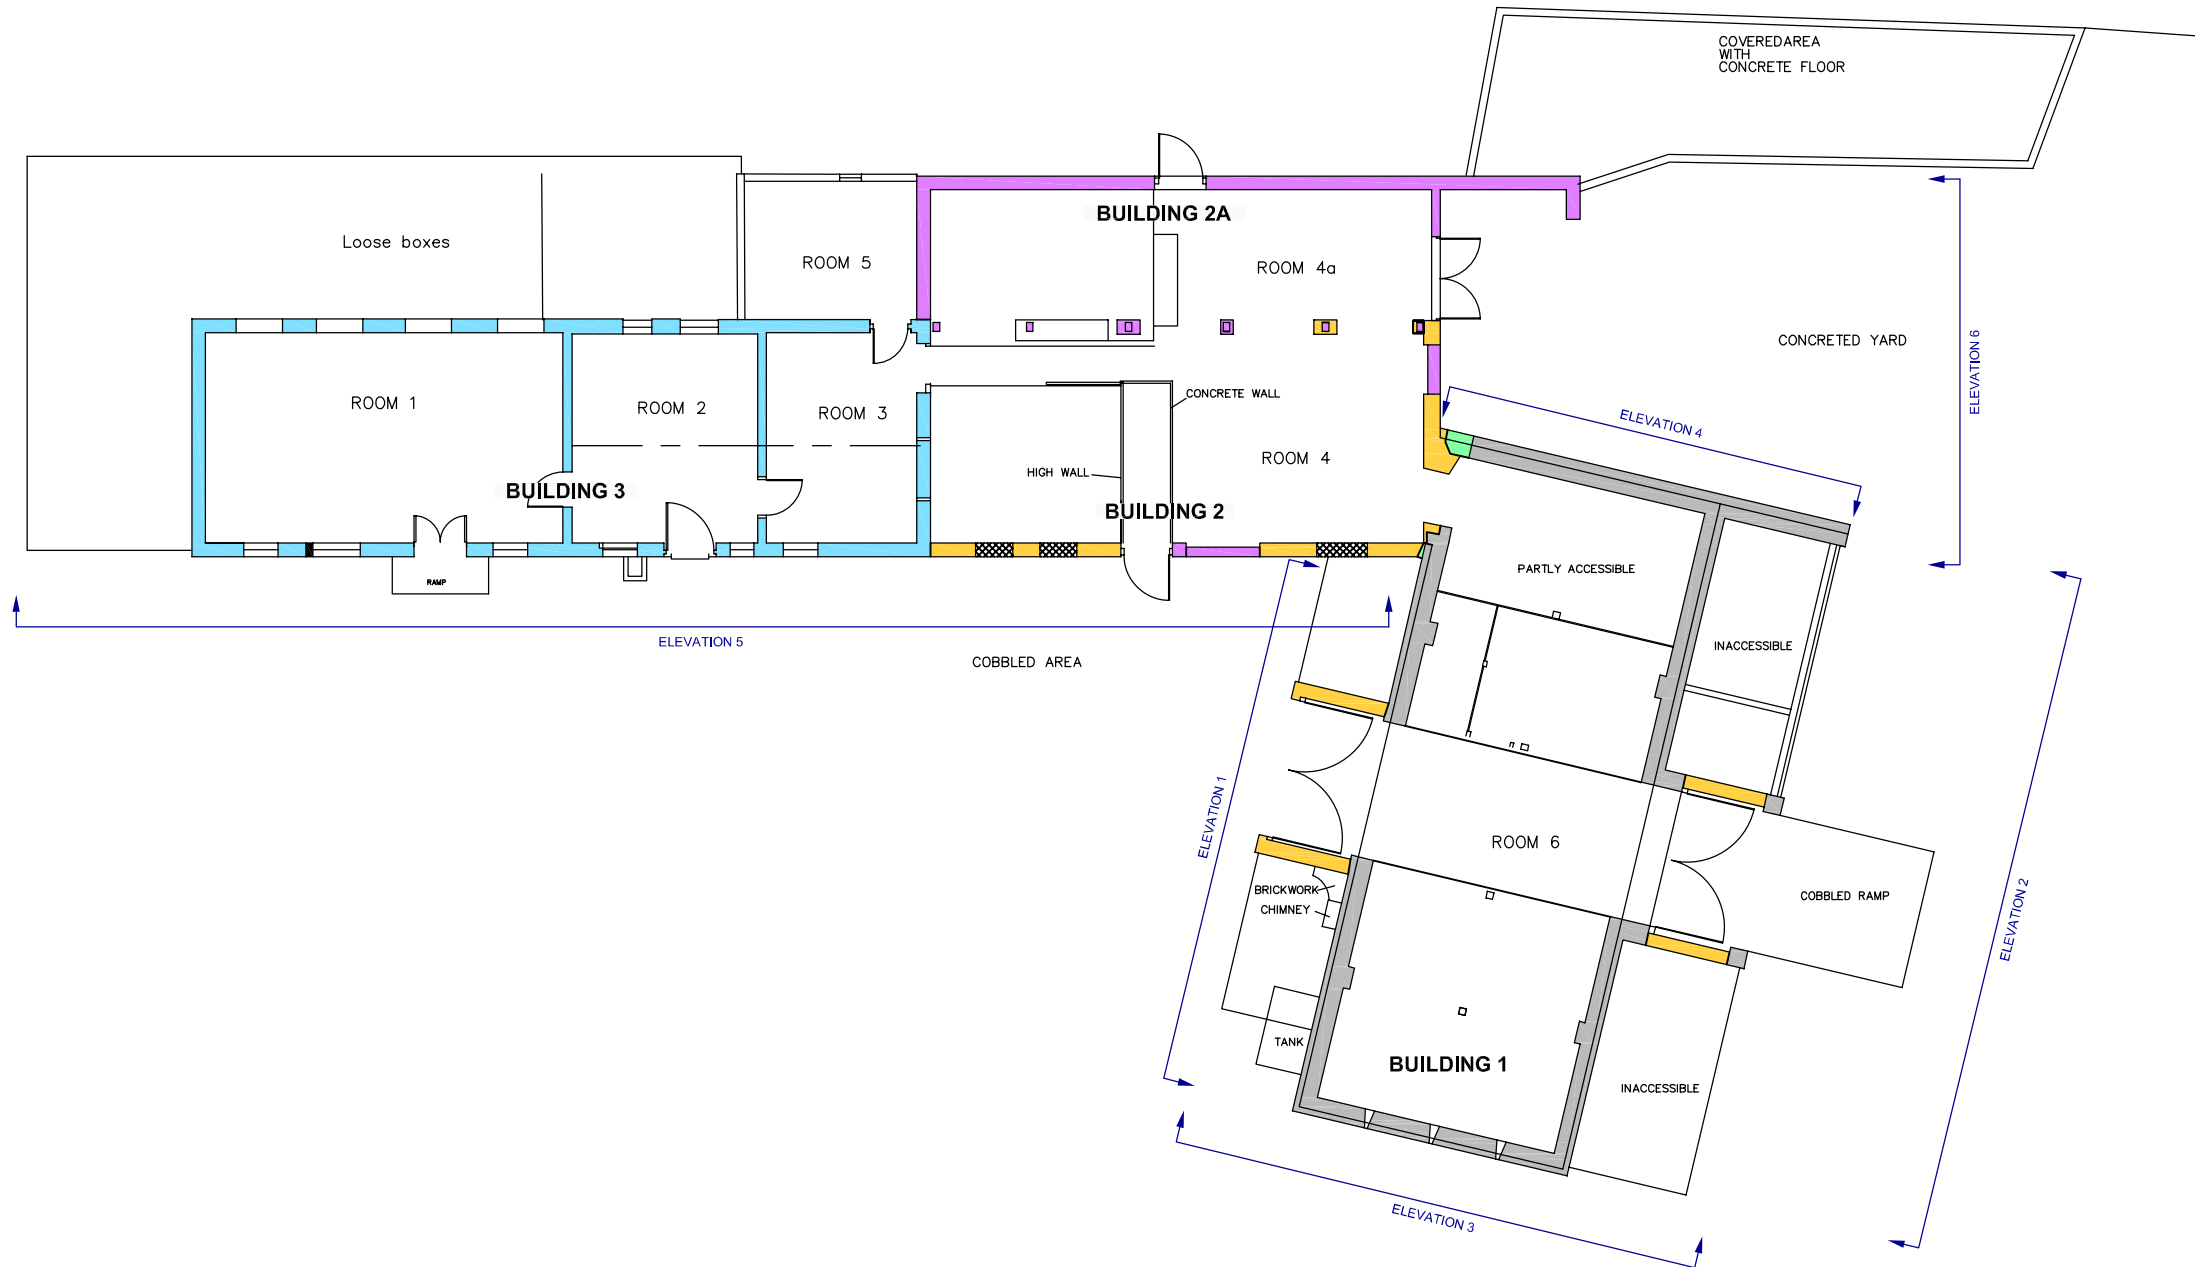 COVEREDAREA
WITH
CONCRETE FLOOR
BUILDING 2A
Loose boxes
ROOM 5
ROOM 4a
CONCRETED YARD
ELEVATION 6
ROOM 1
ROOM 2
ROOM 3
CONCRETE WALL
ELEVATION 4
ROOM 4
HIGH WALL
BUILDING 3
BUILDING 2
PARTLY ACCESSIBLE
RAMP
ELEVATION 5
COBBLED AREA
INACCESSIBLE
ELEVATION 1
ROOM 6
BRICKWORK
CHIMNEY
COBBLED RAMP
ELEVATION 2
TANK
BUILDING 1
INACCESSIBLE
ELEVATION 3